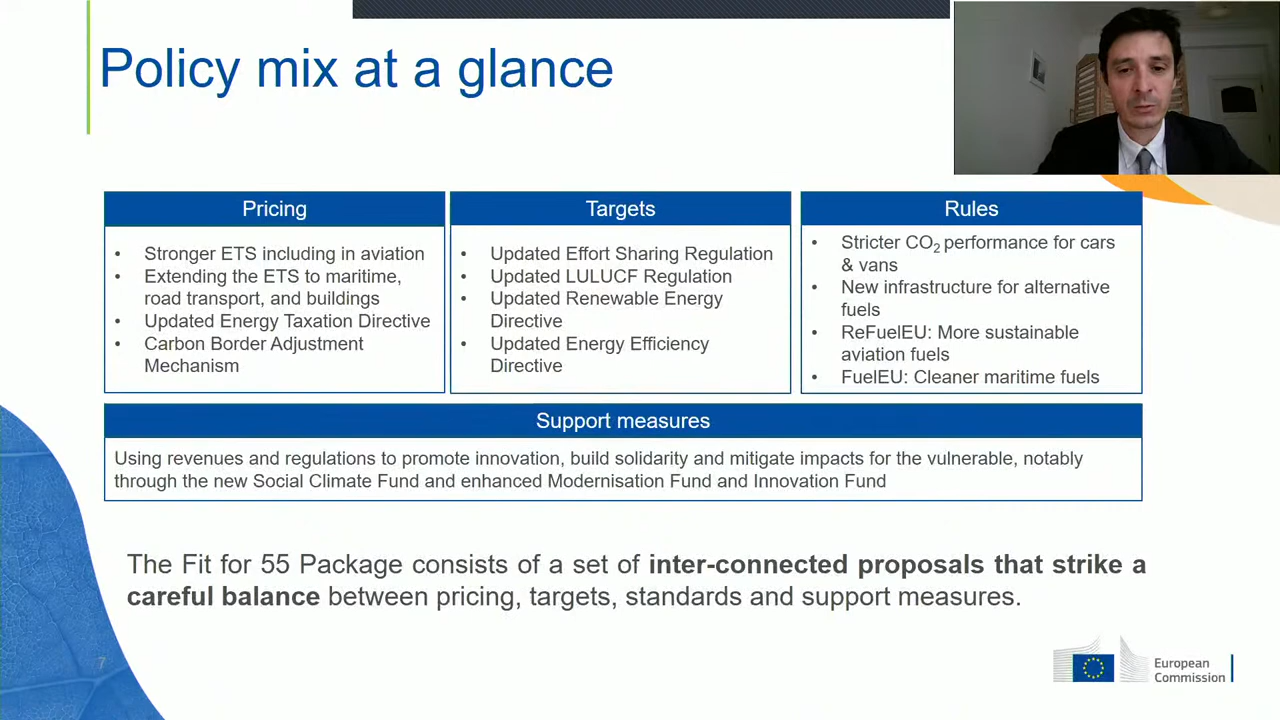 Policy mix at a glance
Pricing
• Stronger ETS including in aviation
• Extending the ETS to maritime,
road transport, and buildings
• Updated Energy Taxation Directive
• Carbon Border Adjustment
Mechanism
Targets
• Updated Effort Sharing Regulation
• Updated LULUCF Regulation
• Updated Renewable Energy
Directive
• Updated Energy Efficiency
Directive
Rules
• Stricter CO₂ performance for cars
& vans
• New infrastructure for alternative
fuels
• ReFuelEU: More sustainable
aviation fuels
• FuelEU: Cleaner maritime fuels
Support measures
Using revenues and regulations to promote innovation, build solidarity and mitigate impacts for the vulnerable, notably
through the new Social Climate Fund and enhanced Modernisation Fund and Innovation Fund
The Fit for 55 Package consists of a set of inter-connected proposals that strike a
careful balance between pricing, targets, standards and support measures.
7
European
Commission